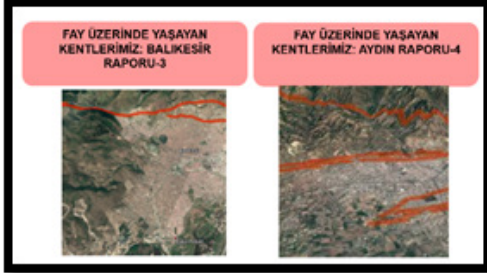 FAY ÜZERİNDE YAŞAYAN
KENTLERİMİZ: BALIKESİR
RAPORU-3
FAY ÜZERİNDE YAŞAYAN
KENTLERİMİZ: AYDIN RAPORU-4